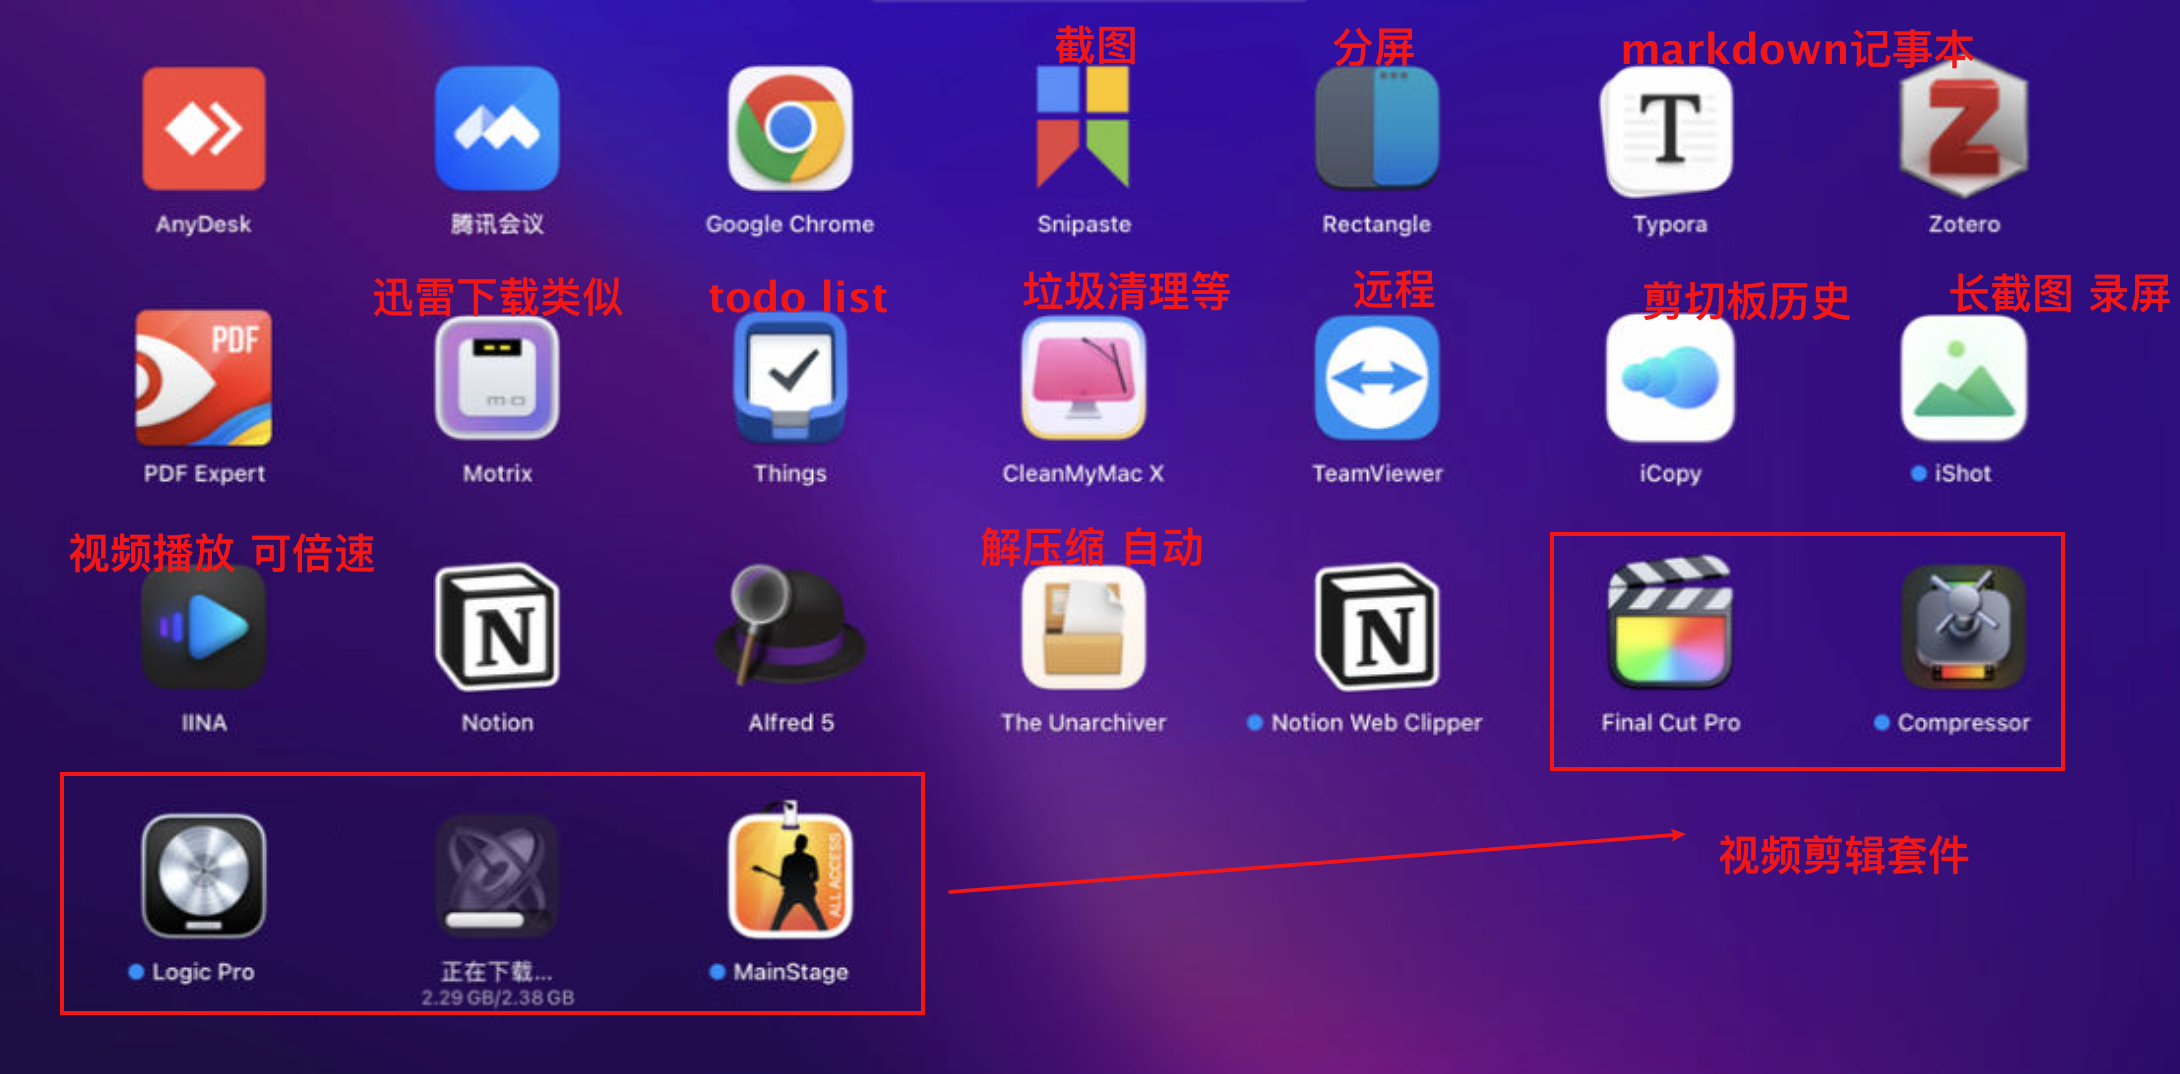 截图
分屏
markdown记事本
AnyDesk
腾讯会议
Google Chrome
Snipaste
Rectangle
T
Typora
Z
Zotero
迅雷下载类似
todo list
垃圾清理等
远程
剪切板历史
长截图 录屏
PDF
PDF Expert
Motrix
Things
CleanMyMac X
TeamViewer
iCopy
iShot
视频播放 可倍速
解压缩 自动
IINA
N
Notion
Alfred 5
The Unarchiver
N
Notion Web Clipper
Final Cut Pro
Compressor
ALL ACCESS
Logic Pro
正在下载...
2.29 GB/2.38 GB
MainStage
视频剪辑套件